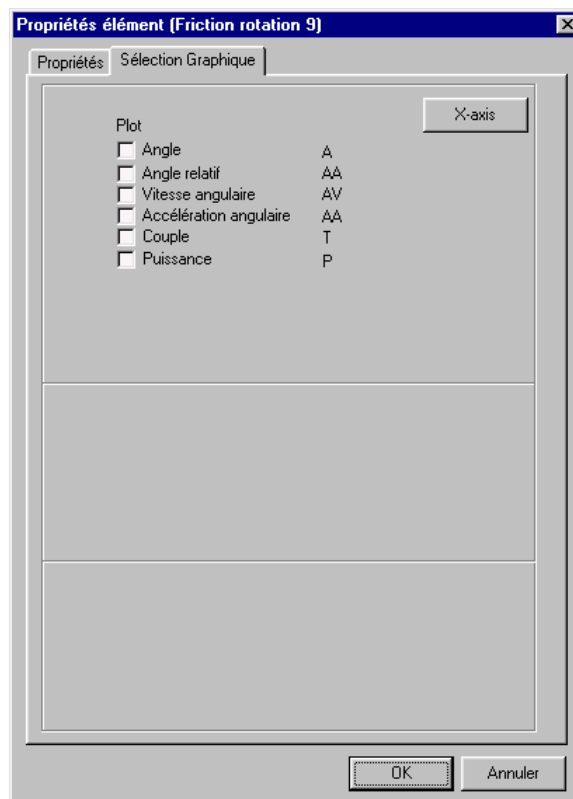 Propriétés élément (Friction rotation 9)
Propriétés Sélection Graphique
X-axis
Plot
Angle A
Angle relatif AA
Vitesse angulaire AV
Accélération angulaire AA
Couple T
Puissance P
OK Annuler